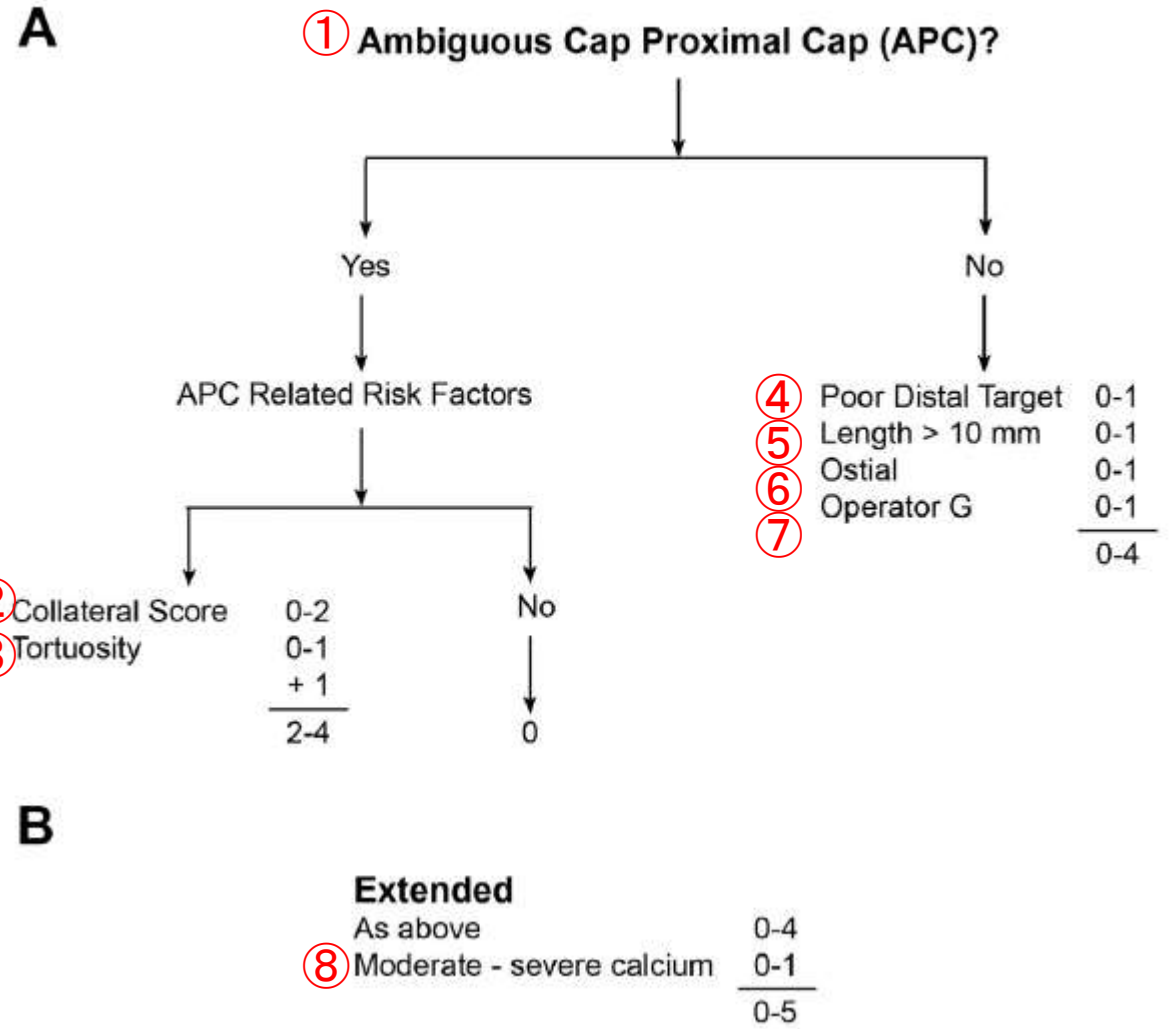 A
① Ambiguous Cap Proximal Cap (APC)?
Yes
No
APC Related Risk Factors
④ Poor Distal Target 0-1
⑤ Length > 10 mm 0-1
⑥ Ostial 0-1
⑦ Operator G 0-1
0-4
② Collateral Score 0-2
③ Tortuosity 0-1
+ 1
2-4
No
0
B
Extended
As above 0-4
⑧ Moderate - severe calcium 0-1
0-5